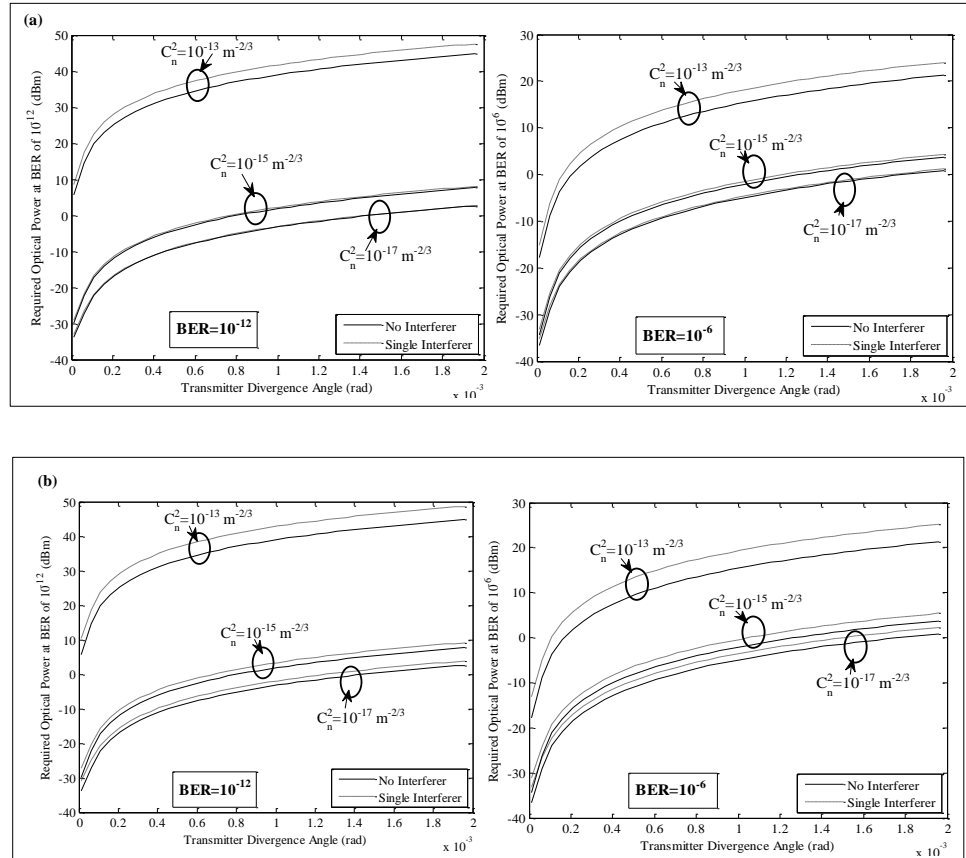 (a)
Required Optical Power at BER of 10⁻¹² (dBm)
50
40
30
20
10
0
-10
-20
-30
-40
C²ₙ=10⁻¹³ m⁻²/³
C²ₙ=10⁻¹⁵ m⁻²/³
C²ₙ=10⁻¹⁷ m⁻²/³
BER=10⁻¹²
No Interferer
Single Interferer
0 0.2 0.4 0.6 0.8 1 1.2 1.4 1.6 1.8 2
Transmitter Divergence Angle (rad)
x 10⁻³
Required Optical Power at BER of 10⁻⁶ (dBm)
30
20
10
0
-10
-20
-30
-40
C²ₙ=10⁻¹³ m⁻²/³
C²ₙ=10⁻¹⁵ m⁻²/³
C²ₙ=10⁻¹⁷ m⁻²/³
BER=10⁻⁶
No Interferer
Single Interferer
0 0.2 0.4 0.6 0.8 1 1.2 1.4 1.6 1.8 2
Transmitter Divergence Angle (rad)
x 10⁻³
(b)
Required Optical Power at BER of 10⁻¹² (dBm)
50
40
30
20
10
0
-10
-20
-30
-40
C²ₙ=10⁻¹³ m⁻²/³
C²ₙ=10⁻¹⁵ m⁻²/³
C²ₙ=10⁻¹⁷ m⁻²/³
BER=10⁻¹²
No Interferer
Single Interferer
0 0.2 0.4 0.6 0.8 1 1.2 1.4 1.6 1.8 2
Transmitter Divergence Angle (rad)
x 10⁻³
Required Optical Power at BER of 10⁻⁶ (dBm)
30
20
10
0
-10
-20
-30
-40
C²ₙ=10⁻¹³ m⁻²/³
C²ₙ=10⁻¹⁵ m⁻²/³
C²ₙ=10⁻¹⁷ m⁻²/³
BER=10⁻⁶
No Interferer
Single Interferer
0 0.2 0.4 0.6 0.8 1 1.2 1.4 1.6 1.8 2
Transmitter Divergence Angle (rad)
x 10⁻³